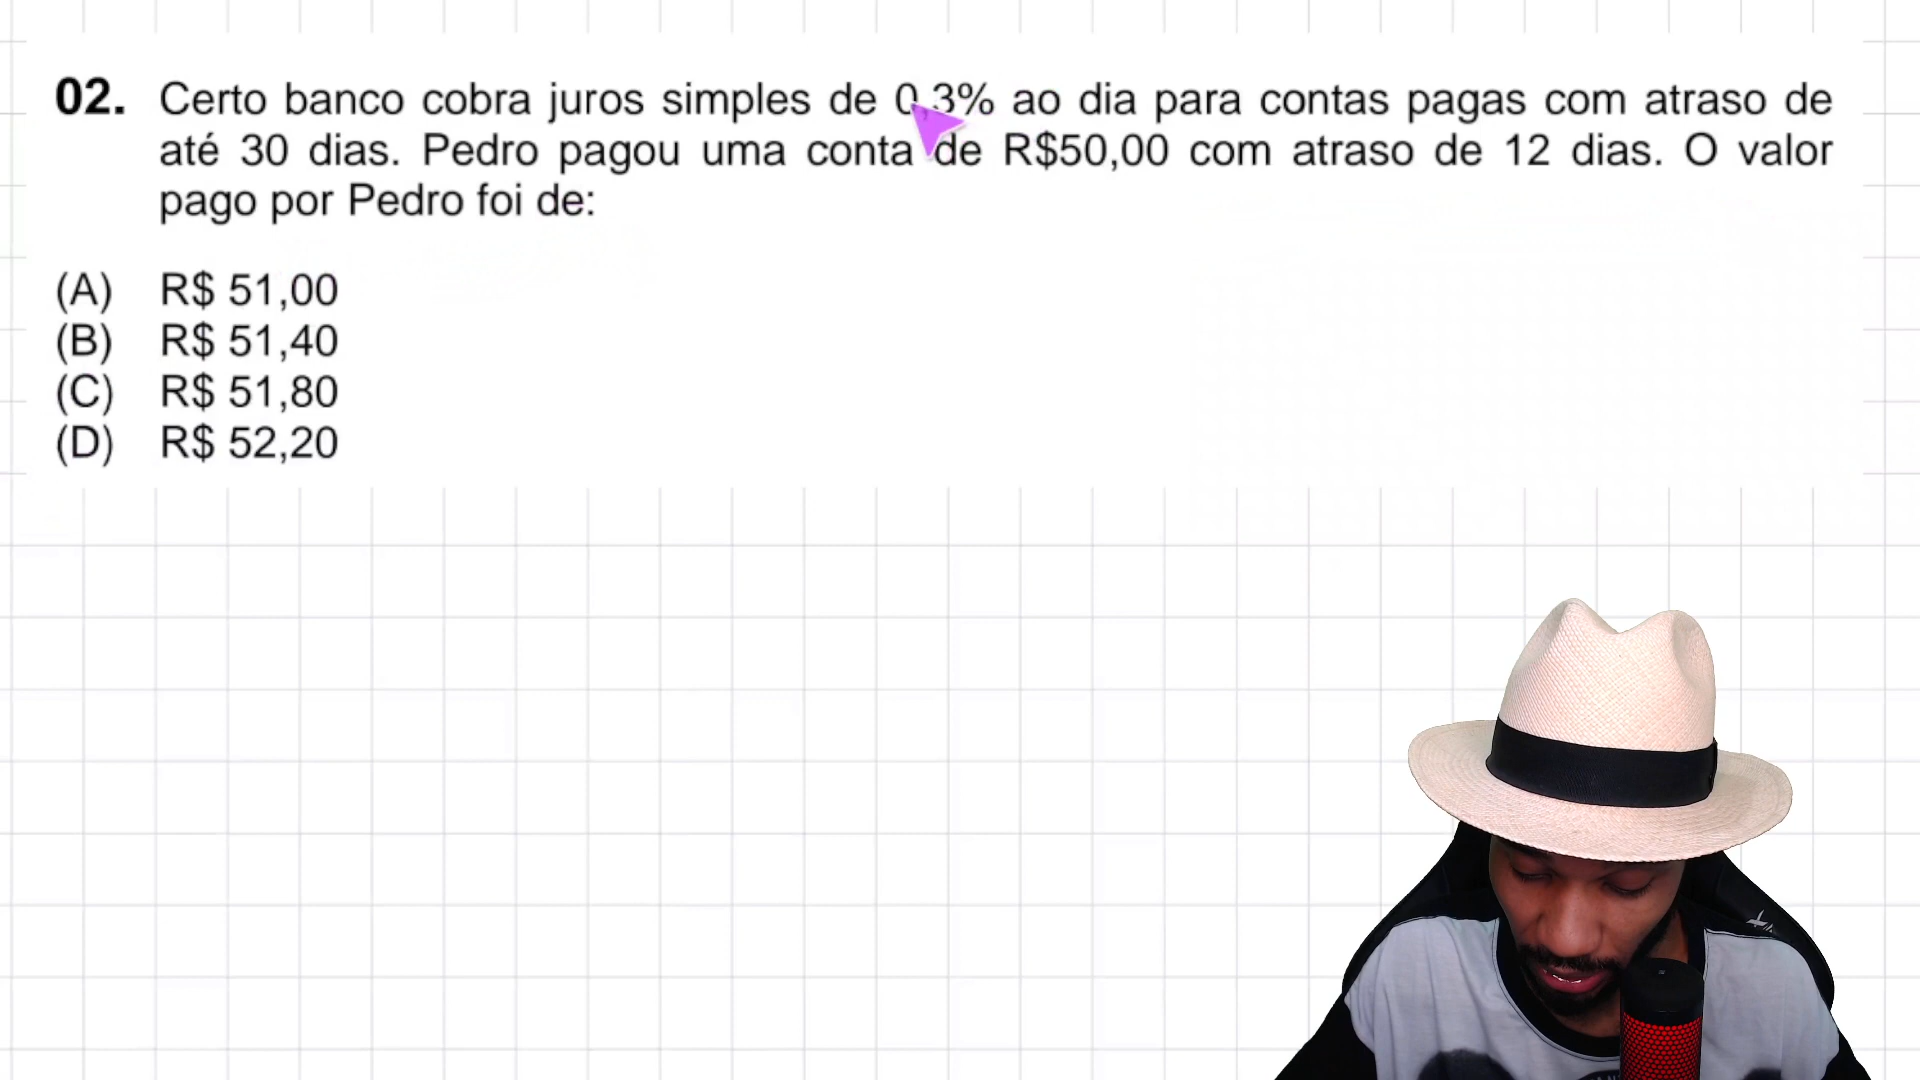 02. Certo banco cobra juros simples de 0,3% ao dia para contas pagas com atraso de
até 30 dias. Pedro pagou uma conta de R$50,00 com atraso de 12 dias. O valor
pago por Pedro foi de:
(A) R$ 51,00
(B) R$ 51,40
(C) R$ 51,80
(D) R$ 52,20